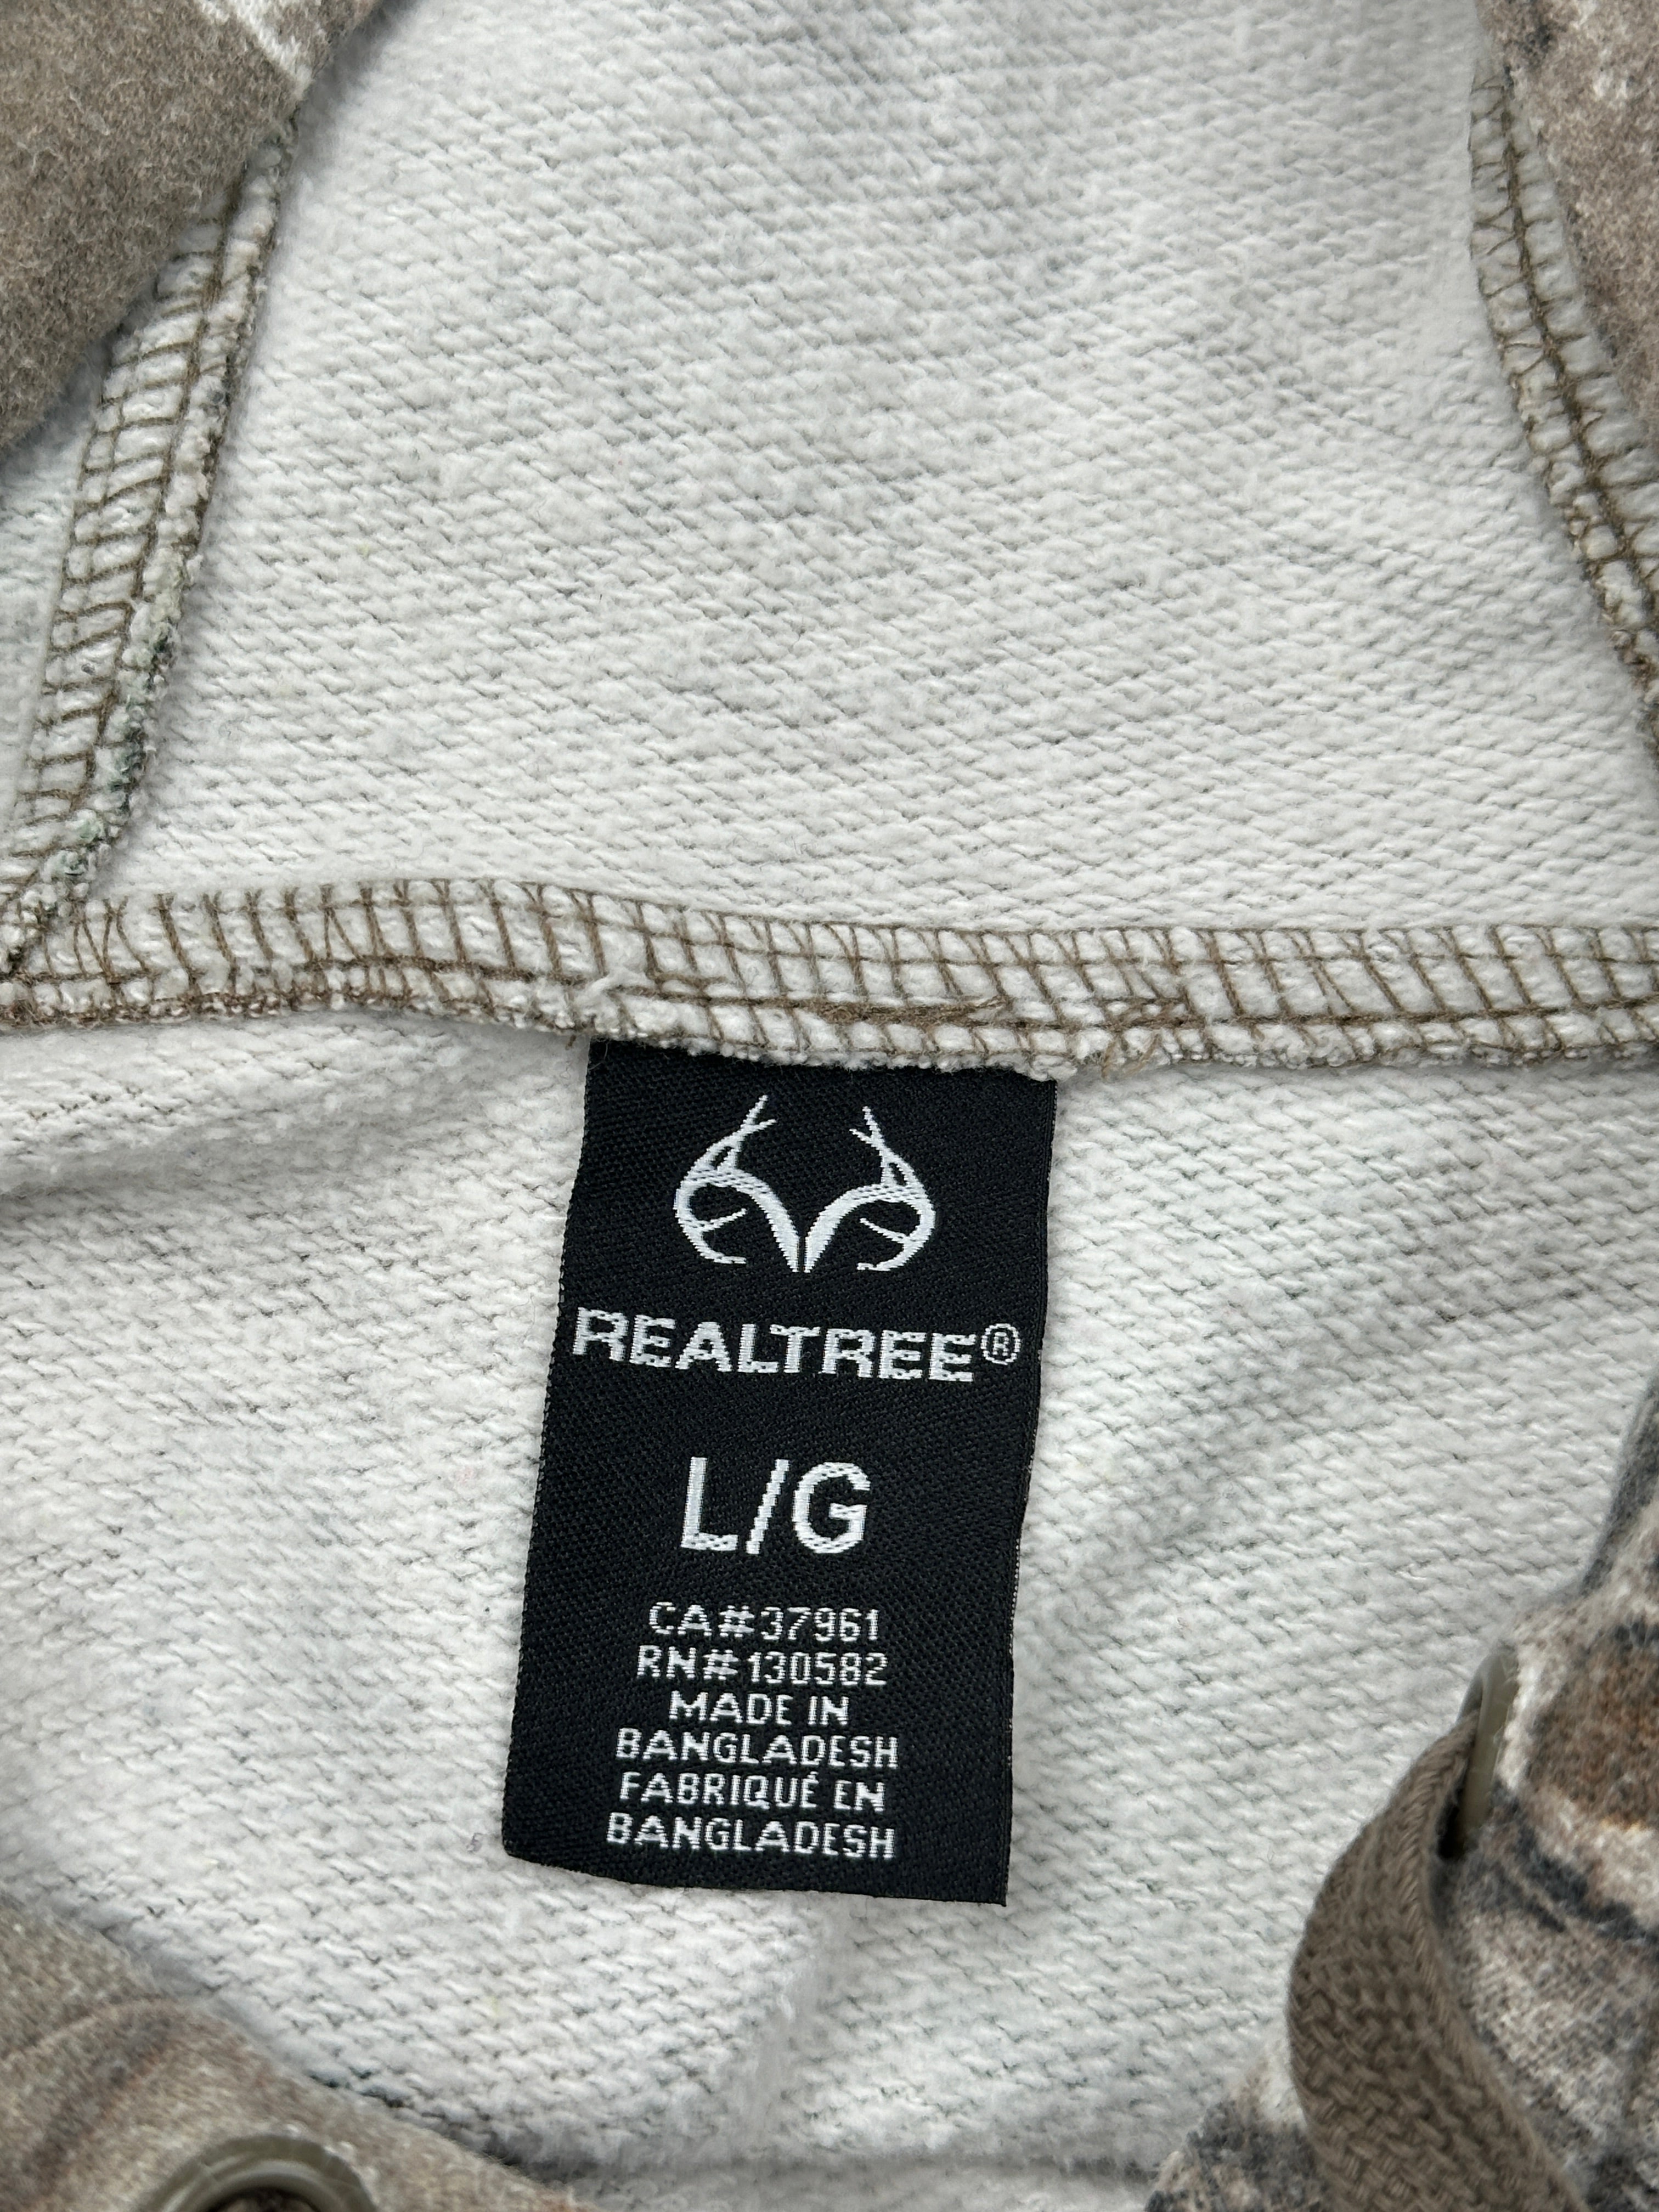 REALTREE®
L/G
CA#37961
RN#130582
MADE IN
BANGLADESH
FABRIQUÉ EN
BANGLADESH